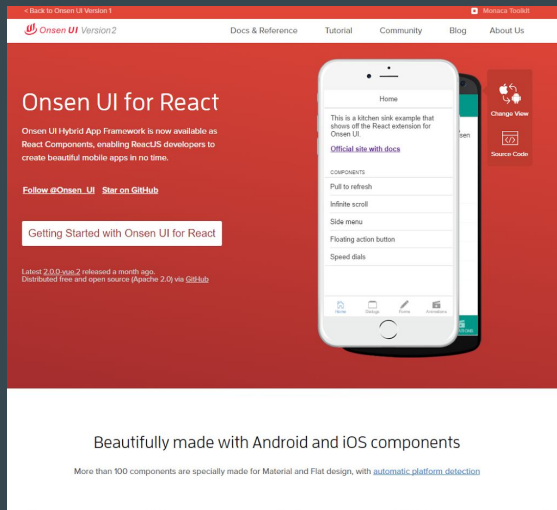 < Back to Onsen UI Version 1
Monaca Toolkit
Onsen UI Version2
Docs & Reference
Tutorial
Community
Blog
About Us
Onsen UI for React
Onsen UI Hybrid App Framework is now available as
React Components, enabling ReactJS developers to
create beautiful mobile apps in no time.
Follow @Onsen_UI Star on GitHub
Getting Started with Onsen UI for React
Latest 2.0.0-vue.2 released a month ago.
Distributed free and open source (Apache 2.0) via GitHub
Home
This is a kitchen sink example that
shows off the React extension for
Onsen UI.
Official site with docs
COMPONENTS
Pull to refresh
Infinite scroll
Side menu
Floating action button
Speed dials
Home
Dialogs
Forms
Animations
Change View
Source Code
Beautifully made with Android and iOS components
More than 100 components are specially made for Material and Flat design, with automatic platform detection